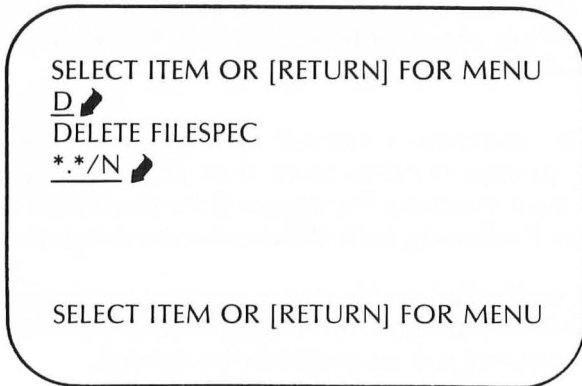 SELECT ITEM OR [RETURN] FOR MENU
D
DELETE FILESPEC
*.*/N
SELECT ITEM OR [RETURN] FOR MENU